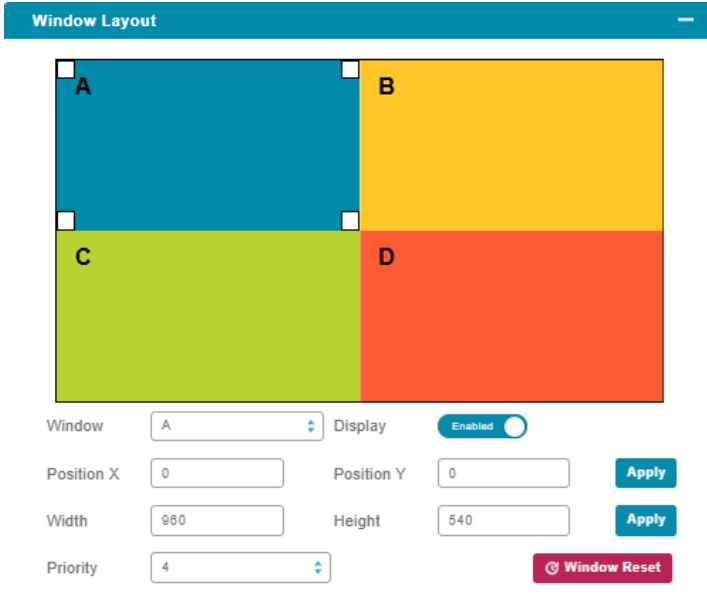 Window Layout
A
B
C
D
Window A Display Enabled
Position X 0 Position Y 0 Apply
Width 960 Height 540 Apply
Priority 4 Window Reset